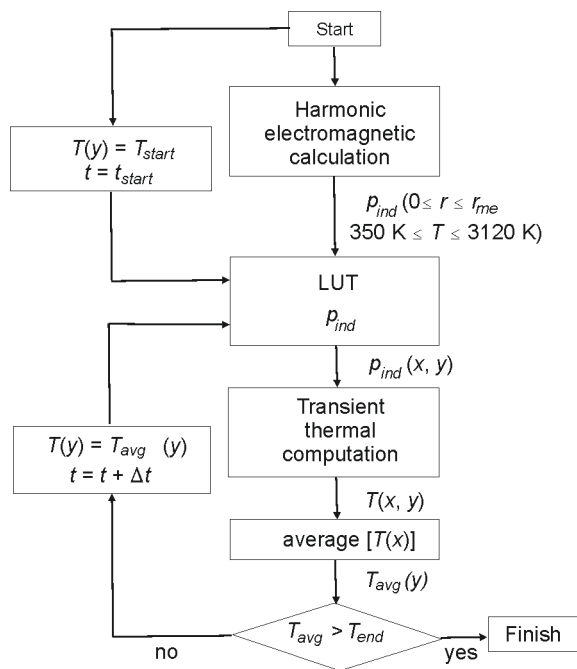 Start
Harmonic
electromagnetic
calculation
T(y) = T_start
t = t_start
p_ind (0 ≤ r ≤ r_me
350 K ≤ T ≤ 3120 K)
LUT
p_ind
p_ind (x, y)
Transient
thermal
computation
T(y) = T_avg (y)
t = t + Δt
T(x, y)
average [T(x)]
T_avg(y)
T_avg > T_end
no
yes
Finish